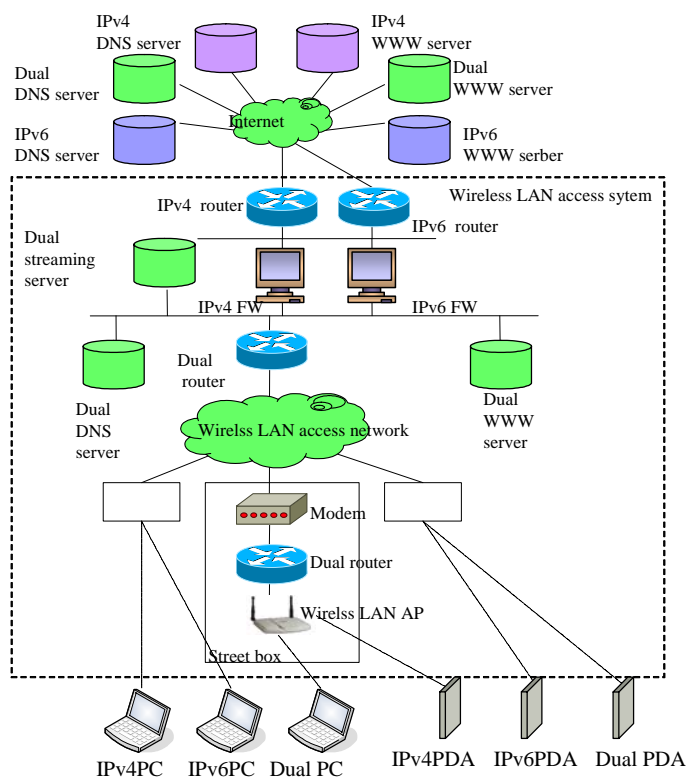 IPv4
DNS server
IPv4
WWW server
Dual
DNS server
Dual
WWW server
Internet
IPv6
DNS server
IPv6
WWW serber
Wireless LAN access sytem
IPv4 router
IPv6 router
Dual
streaming
server
IPv4 FW
IPv6 FW
Dual
router
Dual
DNS
server
Dual
WWW
server
Wirelss LAN access network
Modem
Dual router
Wirelss LAN AP
Street box
IPv4PC
IPv6PC
Dual PC
IPv4PDA
IPv6PDA
Dual PDA